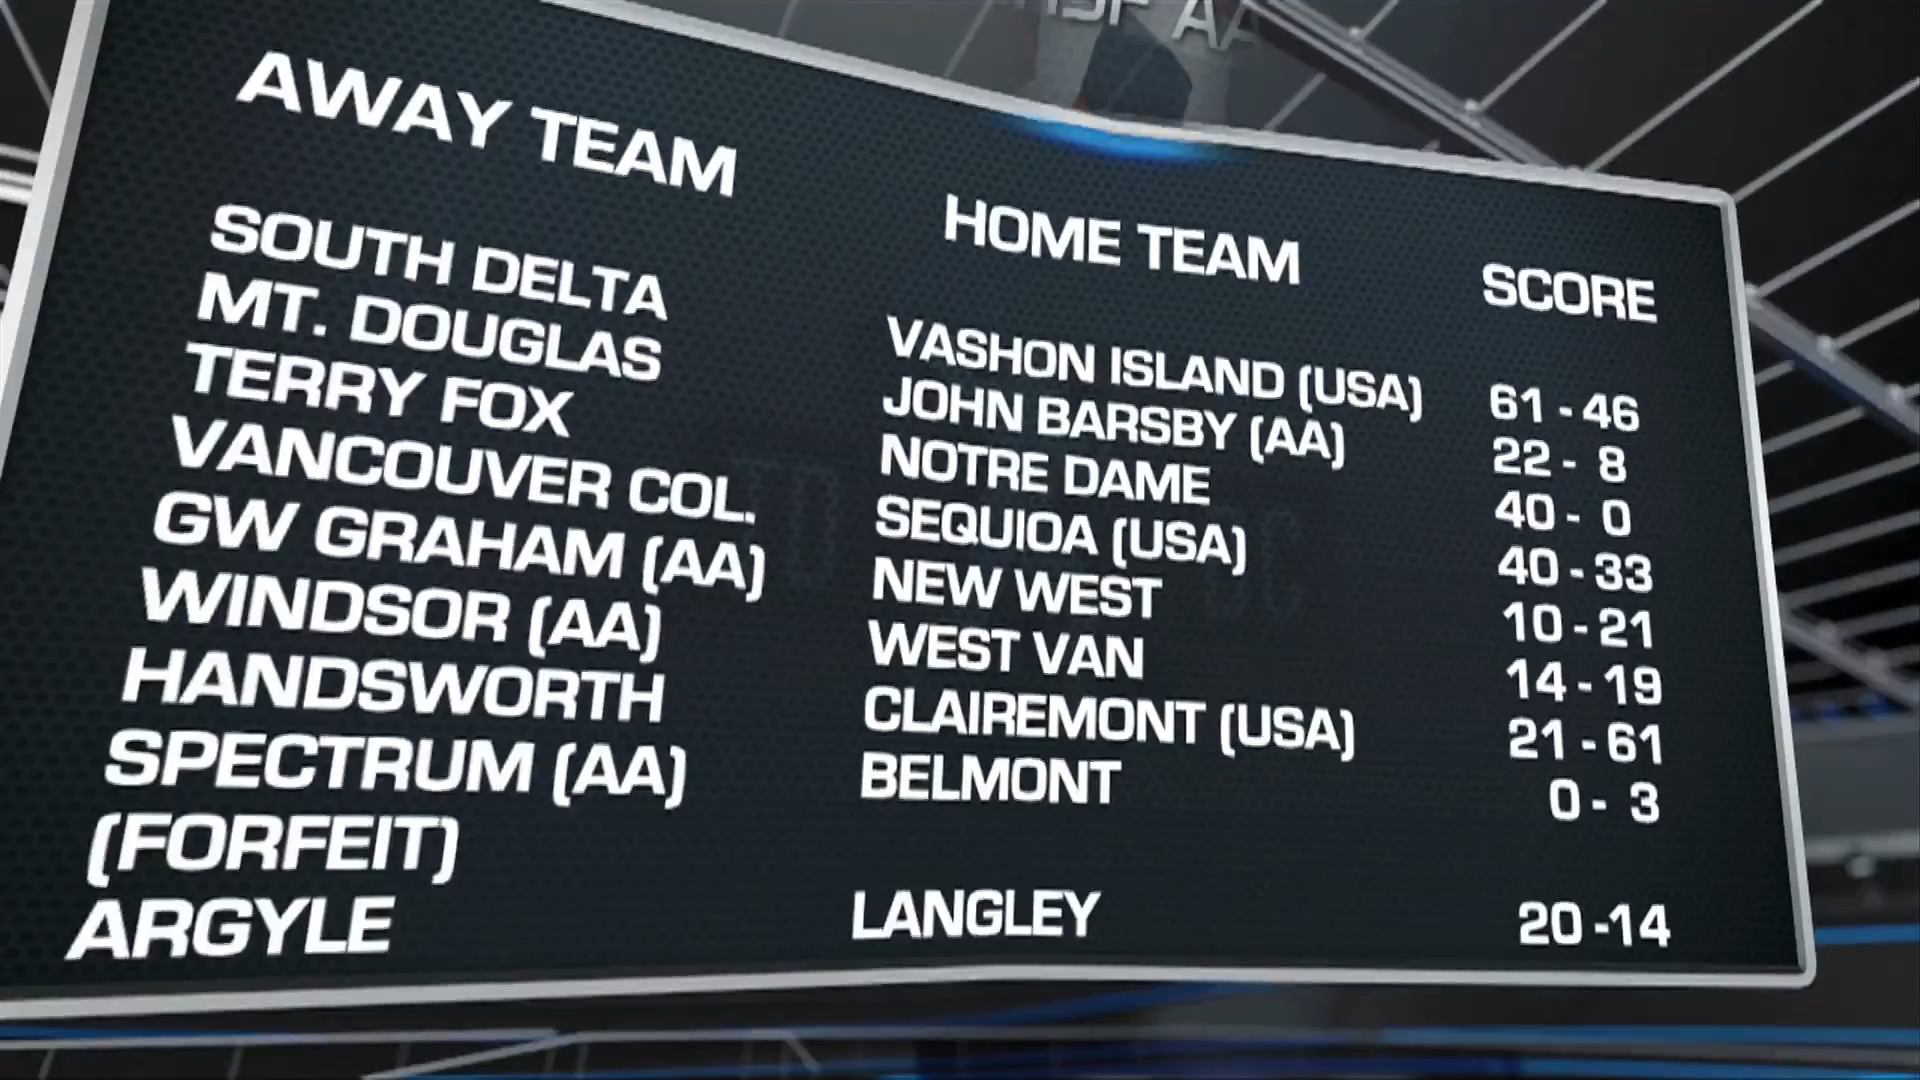 AWAY TEAM HOME TEAM SCORE
SOUTH DELTA VASHON ISLAND (USA) 61 - 46
MT. DOUGLAS JOHN BARSBY (AA) 22 - 8
TERRY FOX NOTRE DAME 40 - 0
VANCOUVER COL. SEQUIOA (USA) 40 - 33
GW GRAHAM (AA) NEW WEST 10 - 21
WINDSOR (AA) WEST VAN 14 - 19
HANDSWORTH CLAIREMONT (USA) 21 - 61
SPECTRUM (AA) BELMONT 0 - 3
(FORFEIT)
ARGYLE LANGLEY 20 -14